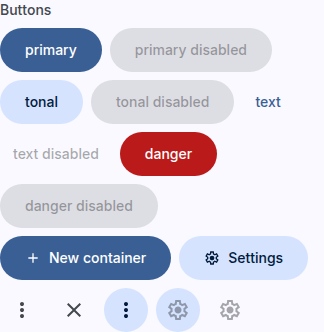 Buttons
primary primary disabled
tonal tonal disabled text
text disabled danger
danger disabled
New container Settings